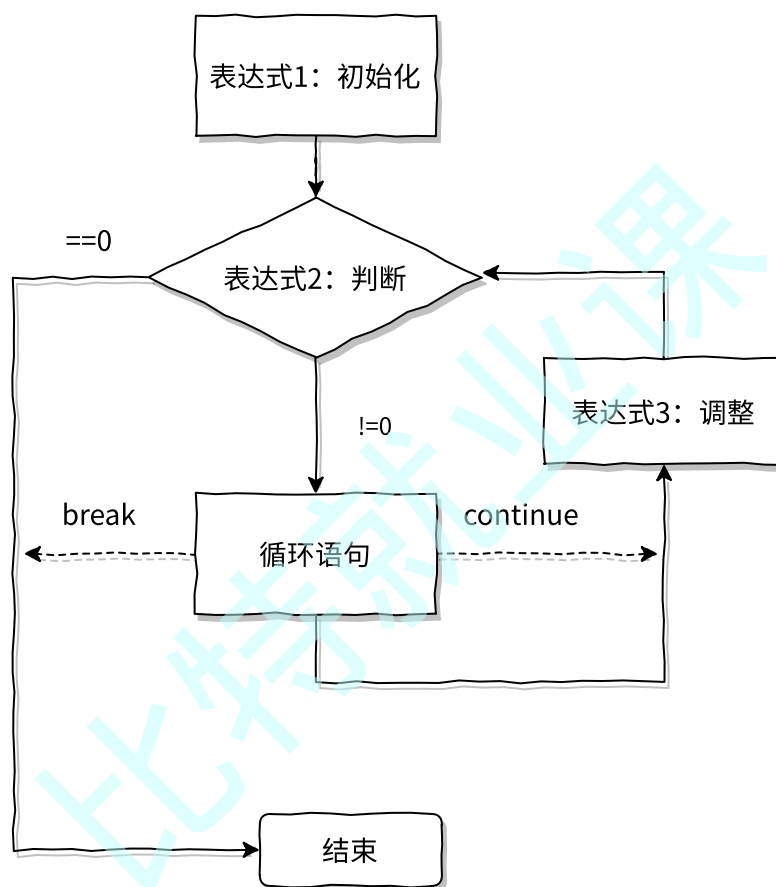 表达式1：初始化
==0
表达式2：判断
表达式3：调整
!=0
break
循环语句
continue
结束
比特就业课